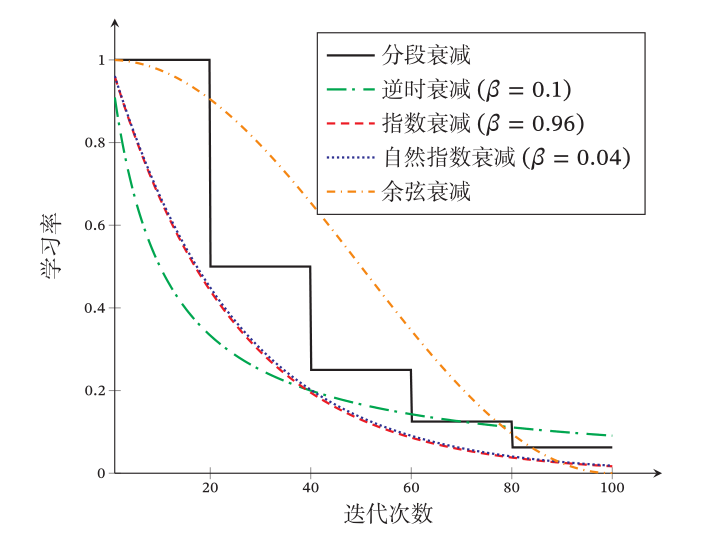 分段衰减
逆时衰减 (β = 0.1)
指数衰减 (β = 0.96)
自然指数衰减 (β = 0.04)
余弦衰减
1
0.8
0.6
0.4
0.2
0
学习率
20 40 60 80 100
迭代次数